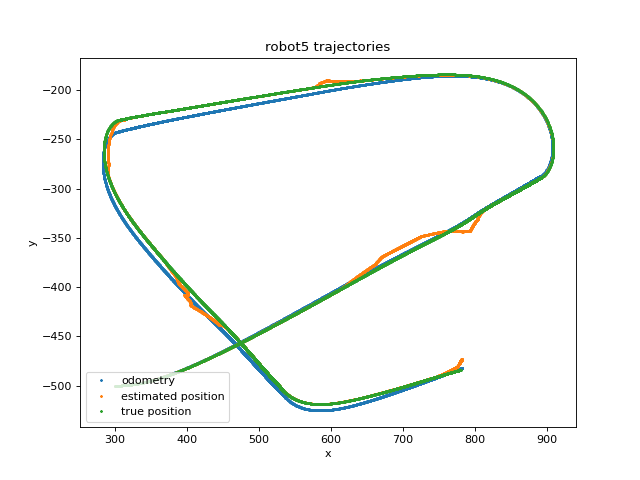 robot5 trajectories
−200
−250
−300
−350
−400
−450
−500
y
odometry
estimated position
true position
300
400
500
600
700
800
900
x